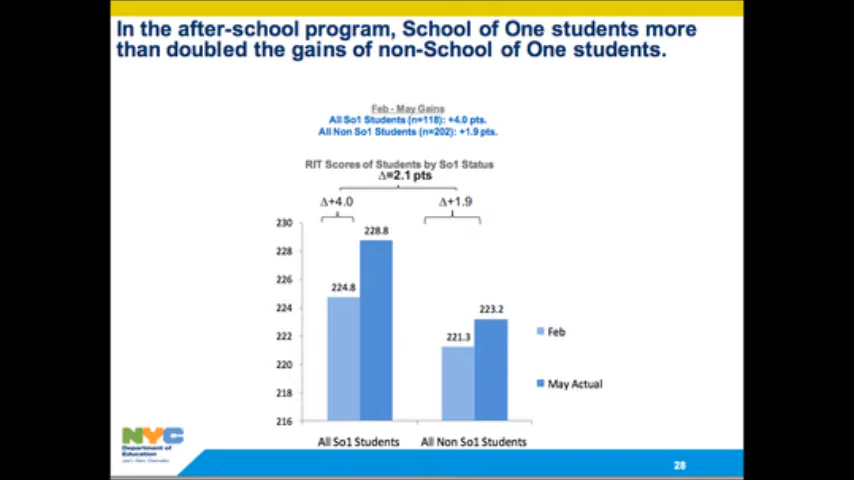 In the after-school program, School of One students more
than doubled the gains of non-School of One students.
Feb - May Gains
All So1 Students (n=118): +4.0 pts.
All Non So1 Students (n=202): +1.9 pts.
RIT Scores of Students by So1 Status
Δ=2.1 pts
Δ+4.0 Δ+1.9
230
228
226
224
222
220
218
216
228.8
224.8
223.2
221.3
Feb
May Actual
All So1 Students All Non So1 Students
NYC
Department of
Education
28